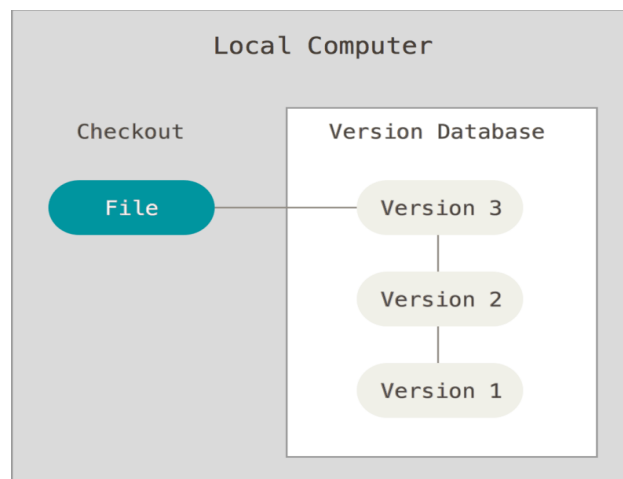 Local Computer
Checkout
Version Database
File
Version 3
Version 2
Version 1